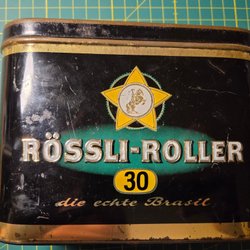 RÖSSLI-ROLLER
30
die echte Brasil